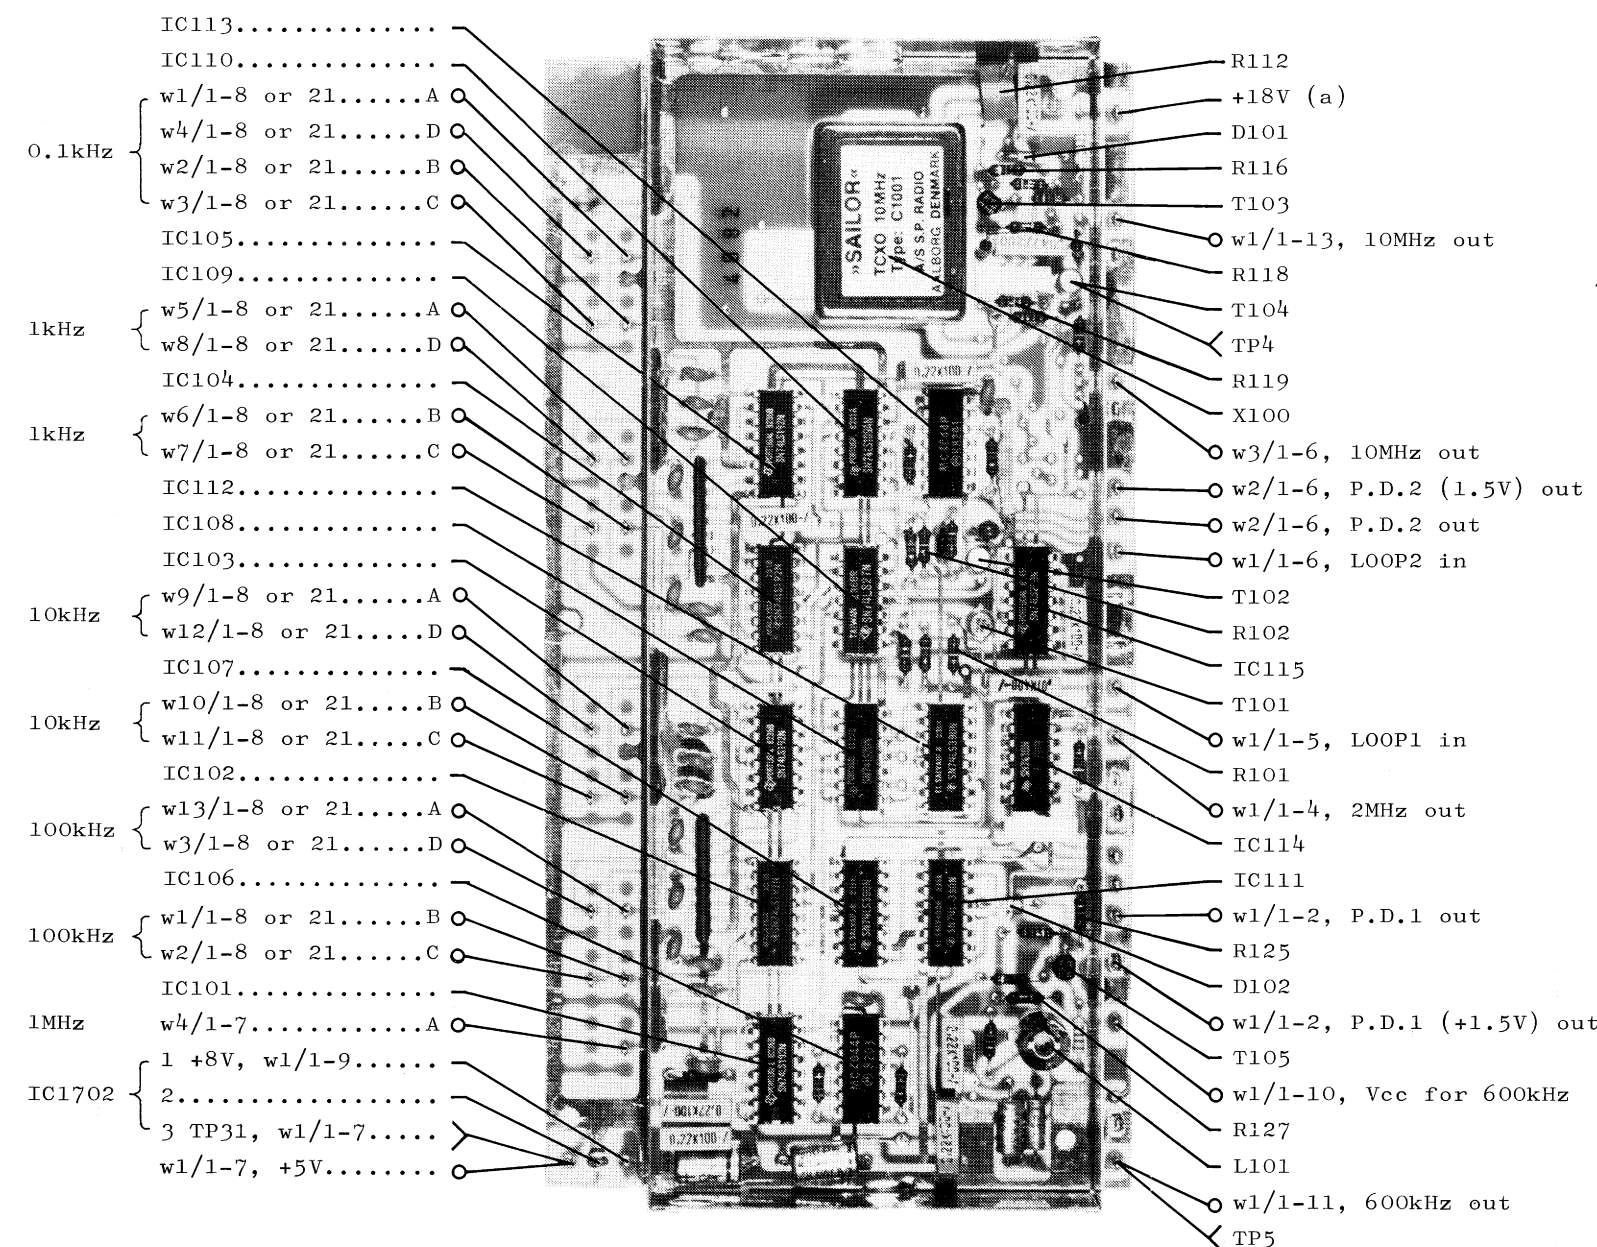 IC113..............
IC110..............
w1/1-8 or 21......A
w4/1-8 or 21......D
0.1kHz
w2/1-8 or 21......B
w3/1-8 or 21......C
IC105..............
IC109..............
w5/1-8 or 21......A
1kHz
w8/1-8 or 21......D
IC104..............
w6/1-8 or 21......B
1kHz
w7/1-8 or 21......C
IC112..............
IC108..............
IC103..............
w9/1-8 or 21......A
10kHz
w12/1-8 or 21.....D
IC107..............
w10/1-8 or 21.....B
10kHz
w11/1-8 or 21.....C
IC102..............
w13/1-8 or 21.....A
100kHz
w3/1-8 or 21......D
IC106..............
w1/1-8 or 21......B
100kHz
w2/1-8 or 21......C
IC101..............
1MHz w4/1-7............A
1 +8V, w1/1-9......
IC1702 2..................
3 TP31, w1/1-7.....
w1/1-7, +5V........
»SAILOR«
TCXO 10MHz
Type: C1001
A/S S.P. RADIO
AALBORG DENMARK
4882
0,22K100-/
0,22K100-/
0,22K100-/
0,22K100-/
R112
+18V (a)
D101
R116
T103
w1/1-13, 10MHz out
R118
T104
TP4
R119
X100
w3/1-6, 10MHz out
w2/1-6, P.D.2 (1.5V) out
w2/1-6, P.D.2 out
w1/1-6, LOOP2 in
T102
R102
IC115
T101
w1/1-5, LOOP1 in
R101
w1/1-4, 2MHz out
IC114
IC111
w1/1-2, P.D.1 out
R125
D102
w1/1-2, P.D.1 (+1.5V) out
T105
w1/1-10, Vcc for 600kHz
R127
L101
w1/1-11, 600kHz out
TP5